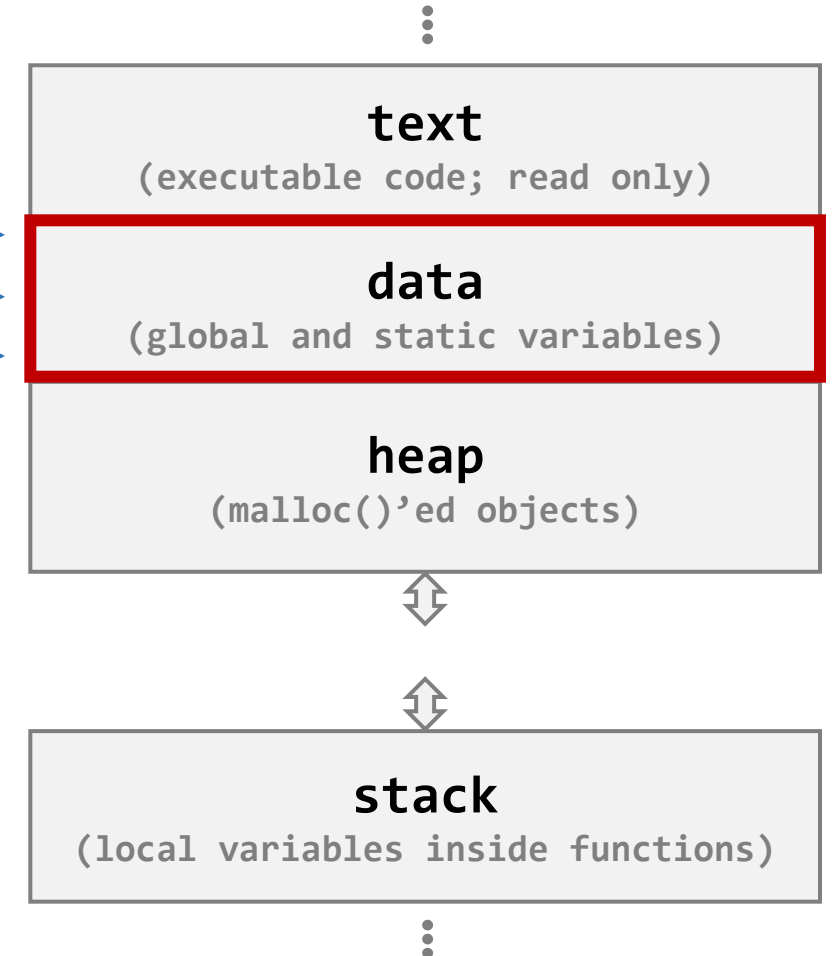 text
(executable code; read only)
data
(global and static variables)
heap
(malloc()’ed objects)
stack
(local variables inside functions)